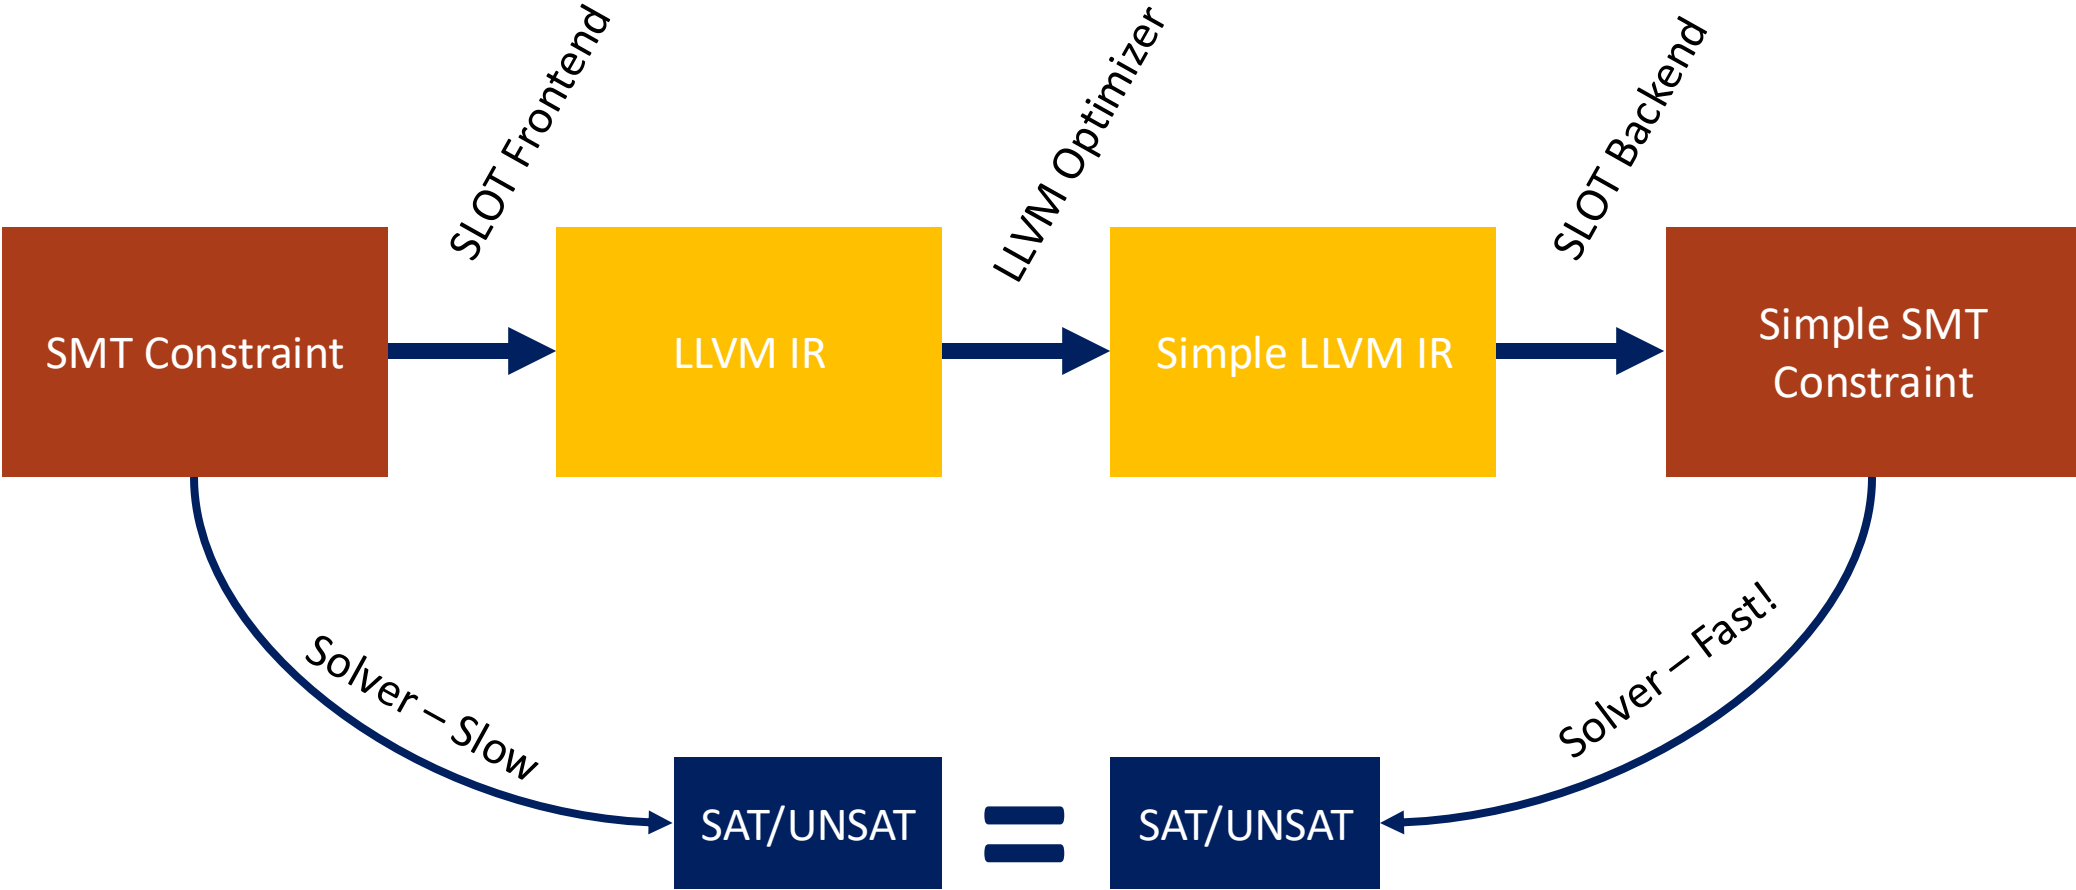 SLOT Frontend
LLVM Optimizer
SLOT Backend
SMT Constraint
LLVM IR
Simple LLVM IR
Simple SMT
Constraint
Solver – Slow
Solver – Fast!
SAT/UNSAT
=
SAT/UNSAT